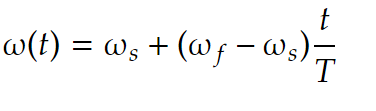 ω(t) = ω_s + (ω_f − ω_s) t/T